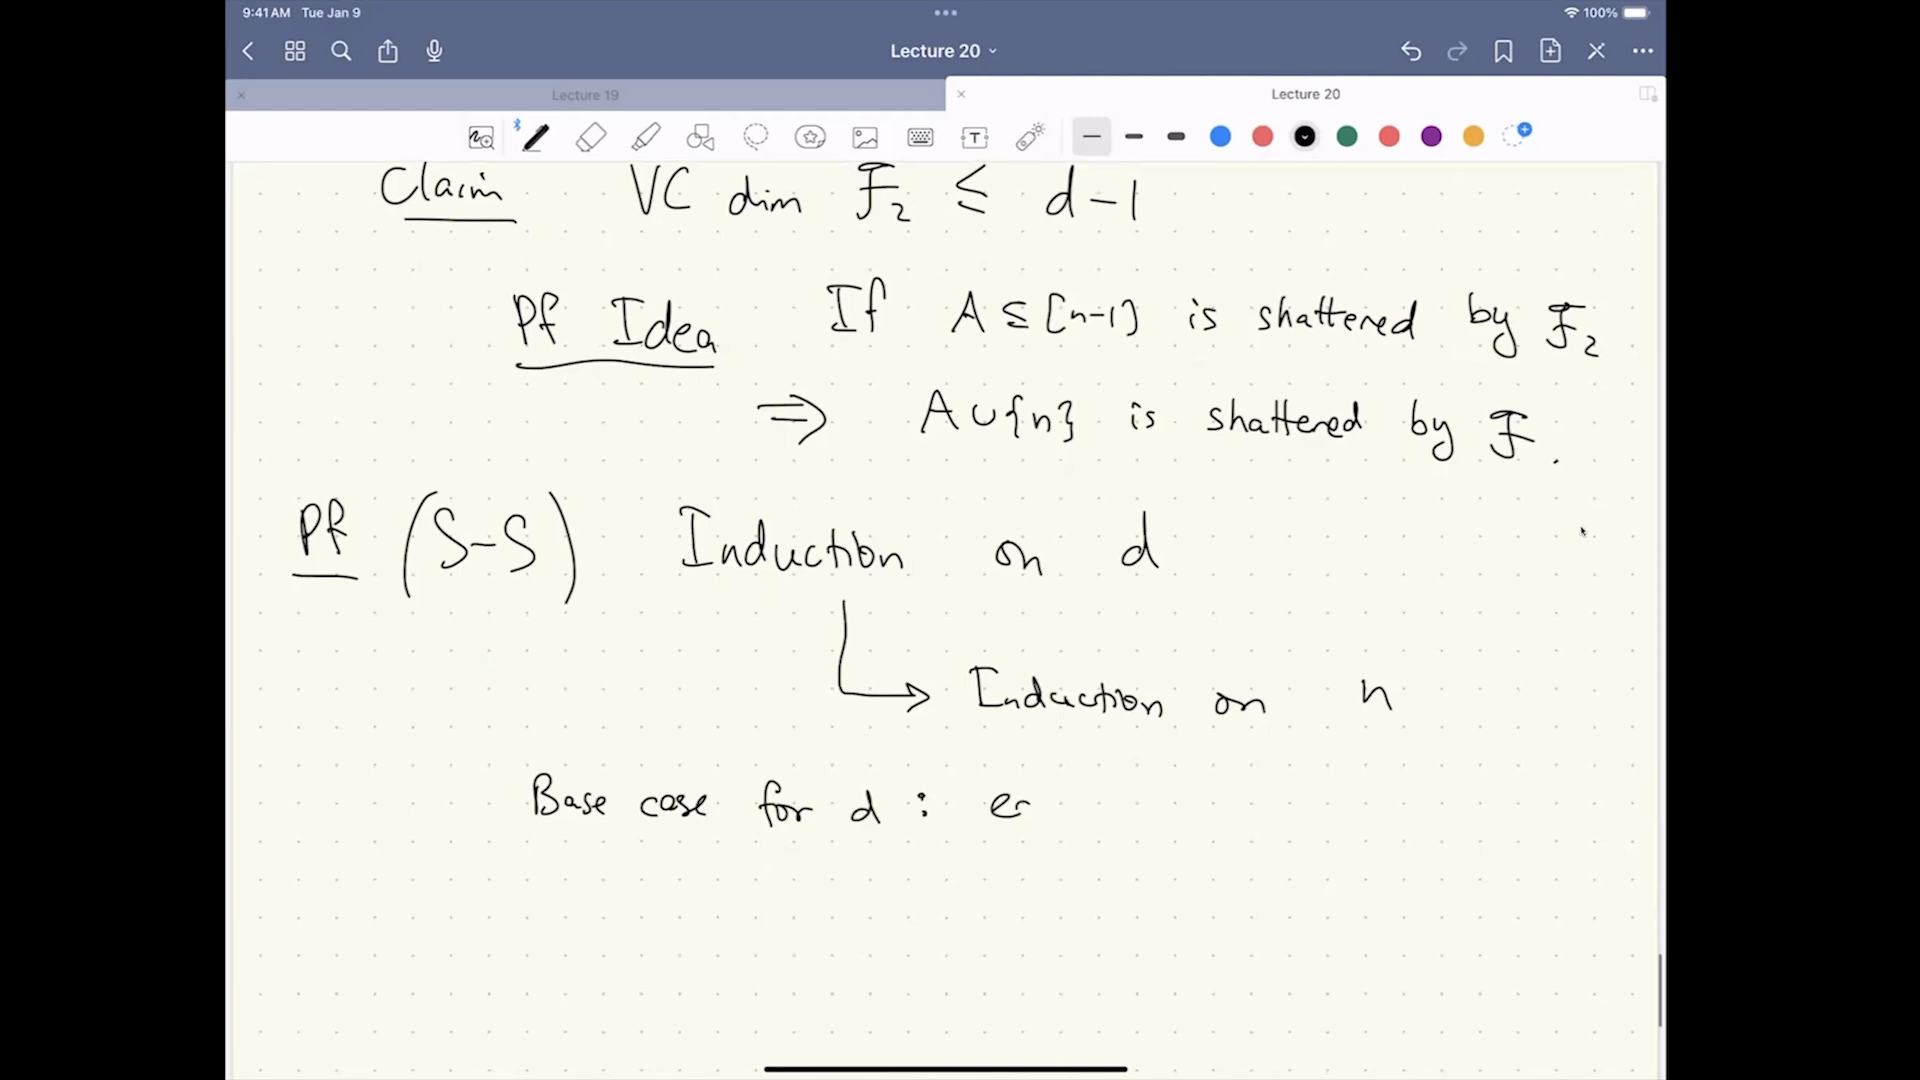 9:41 AM Tue Jan 9
100%
Lecture 20
Lecture 19
Lecture 20
Claim VC dim F₂ ≤ d-1
Pf Idea If A ⊆ [n-1] is shattered by F₂
⇒ A ∪ {n} is shattered by F.
Pf (S-S) Induction on d
Induction on n
Base case for d : er